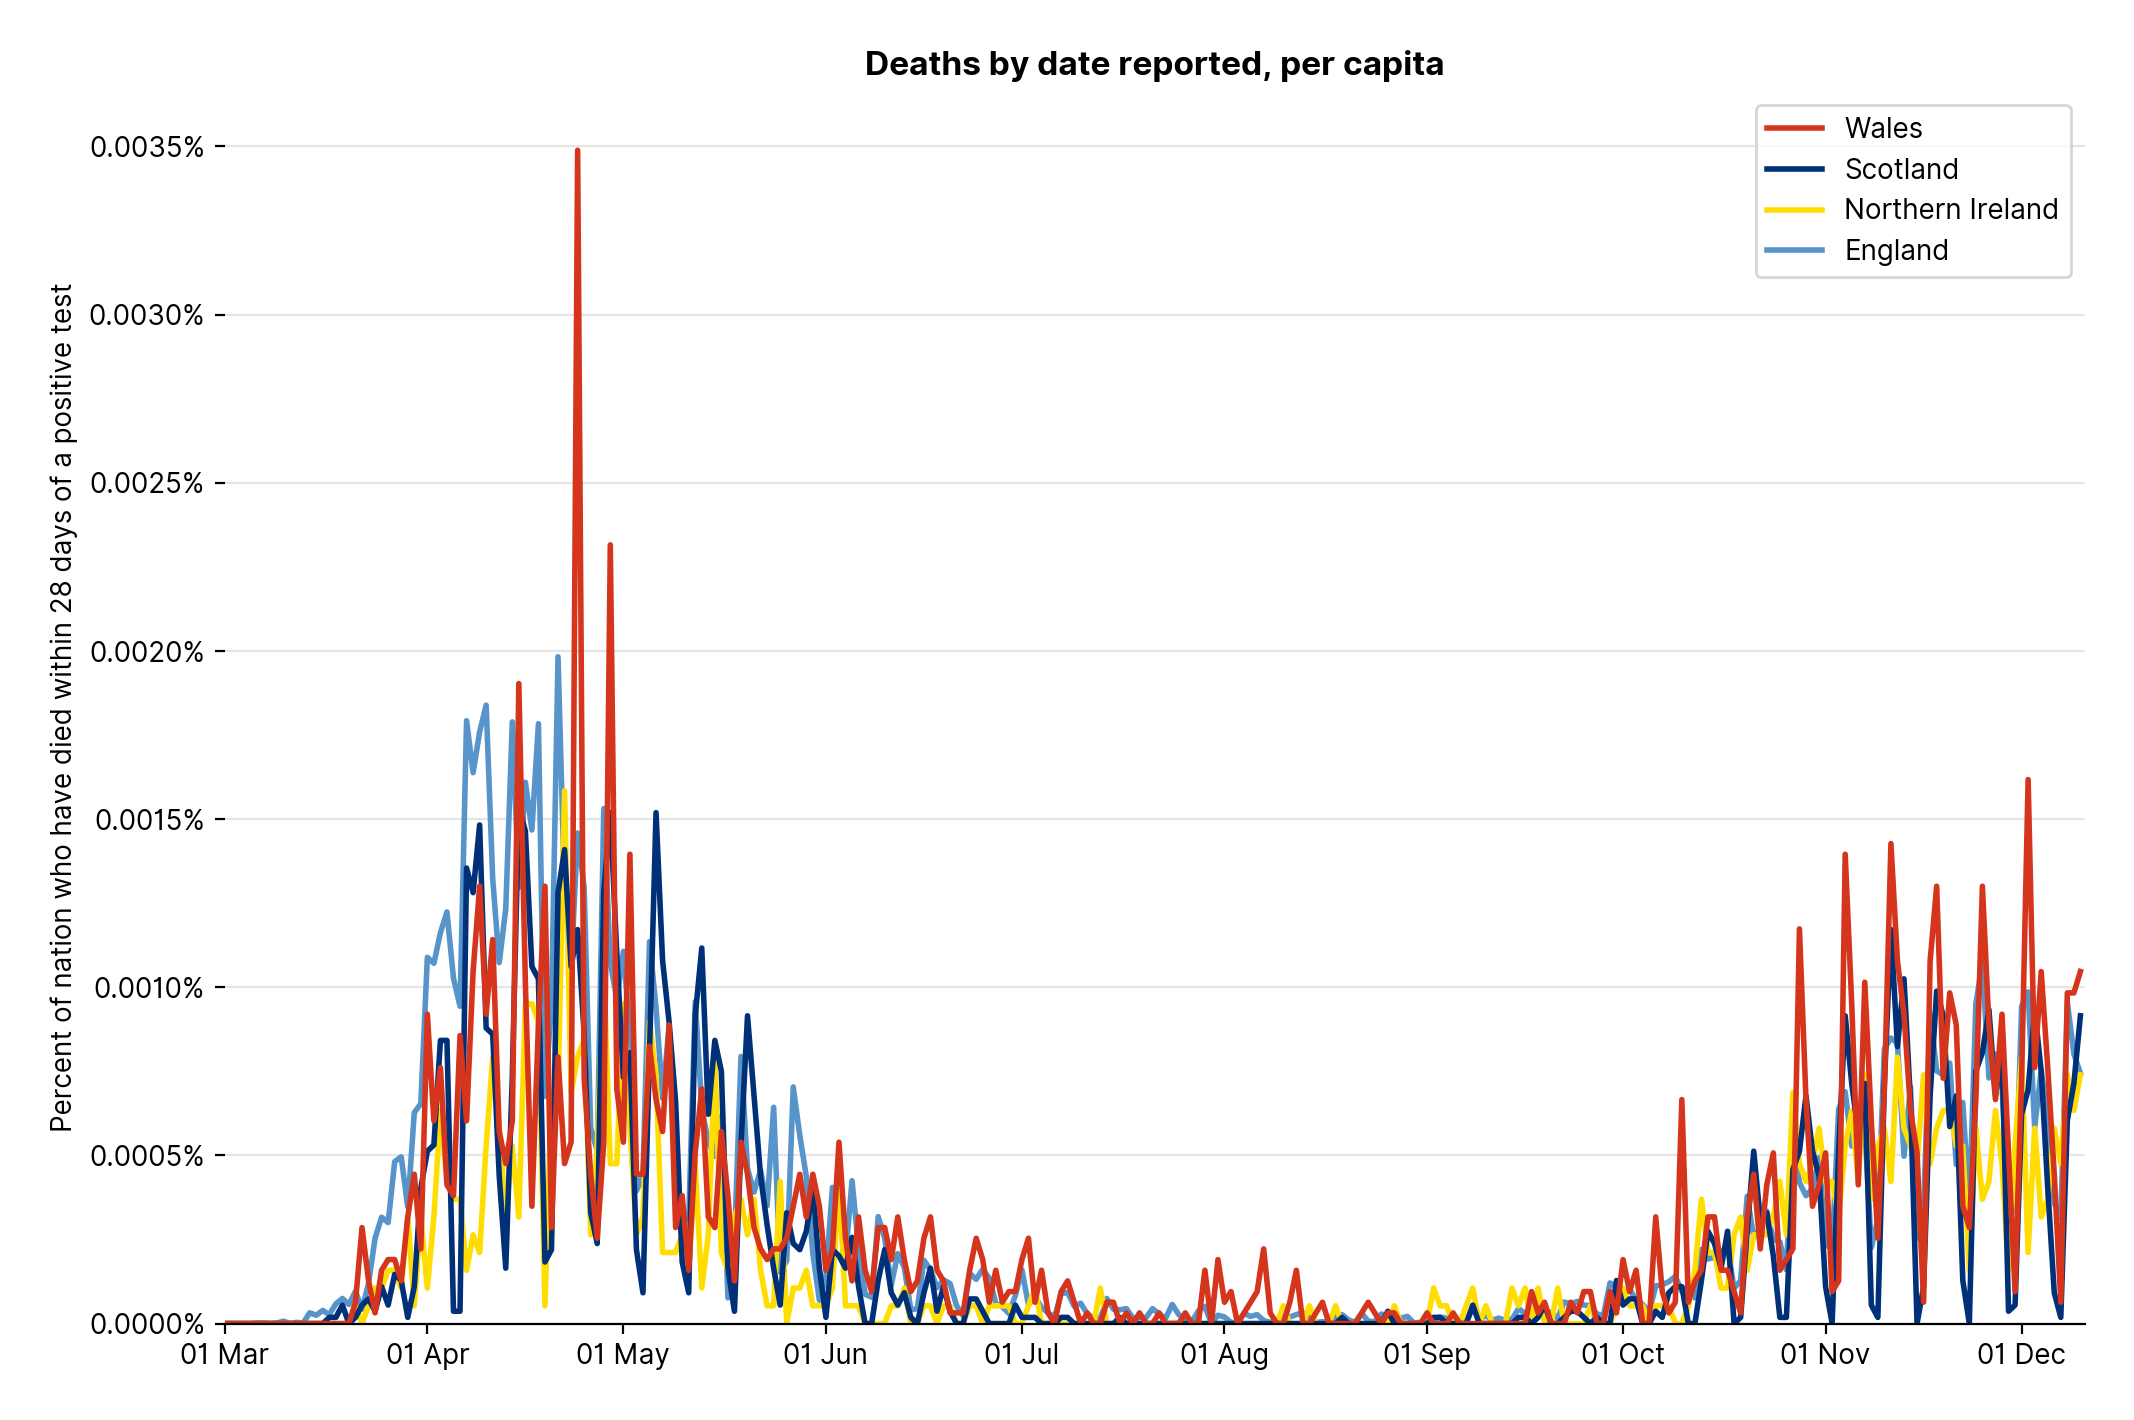 Deaths by date reported, per capita
Wales
Scotland
Northern Ireland
England
Percent of nation who have died within 28 days of a positive test
0.0035%
0.0030%
0.0025%
0.0020%
0.0015%
0.0010%
0.0005%
0.0000%
01 Mar
01 Apr
01 May
01 Jun
01 Jul
01 Aug
01 Sep
01 Oct
01 Nov
01 Dec